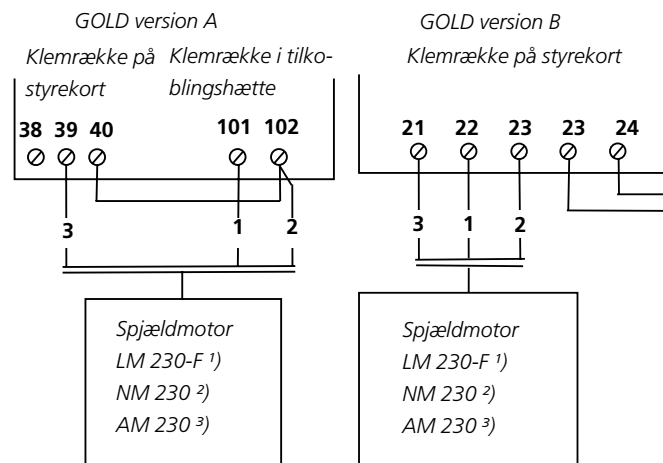 GOLD version A
Klemrække på styrekort
Klemrække i tilko-
blingshætte
38 39 40 101 102
3 1 2
Spjældmotor
LM 230-F ¹)
NM 230 ²)
AM 230 ³)
GOLD version B
Klemrække på styrekort
21 22 23 23 24
3 1 2
Spjældmotor
LM 230-F ¹)
NM 230 ²)
AM 230 ³)